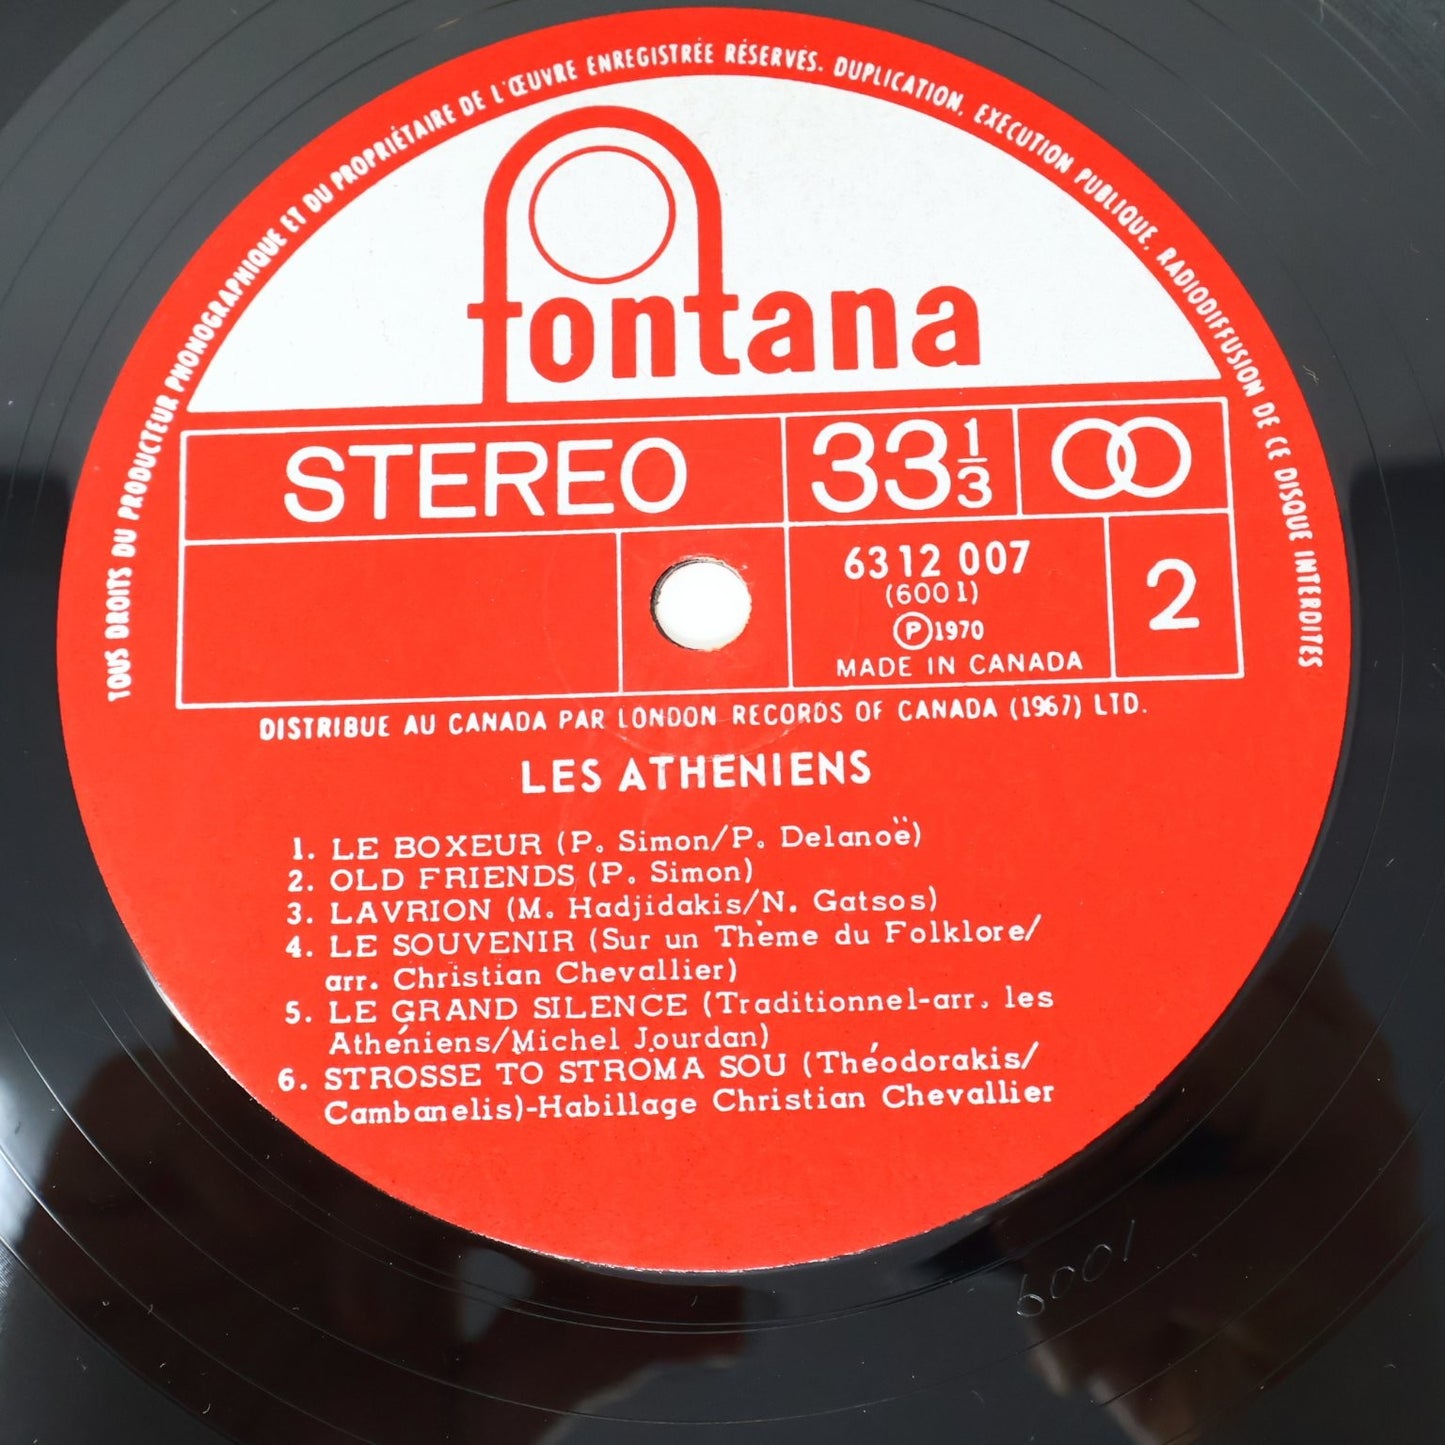 TOUS DROITS DU PRODUCTEUR PHONOGRAPHIQUE ET DU PROPRIÉTAIRE DE L'ŒUVRE ENREGISTRÉE RÉSERVÉS. DUPLICATION, EXECUTION PUBLIQUE, RADIODIFFUSION DE CE DISQUE INTERDITES
fontana
STEREO 33 1/3
6312 007
(6001)
Ⓟ1970
MADE IN CANADA
2
DISTRIBUE AU CANADA PAR LONDON RECORDS OF CANADA (1967) LTD.
LES ATHENIENS
1. LE BOXEUR (P. Simon/P. Delanoë)
2. OLD FRIENDS (P. Simon)
3. LAVRION (M. Hadjidakis/N. Gatsos)
4. LE SOUVENIR (Sur un Thème du Folklore/
arr. Christian Chevallier)
5. LE GRAND SILENCE (Traditionnel-arr. les
Athéniens/Michel Jourdan)
6. STROSSE TO STROMA SOU (Théodorakis/
Cambanelis)-Habillage Christian Chevallier
6001